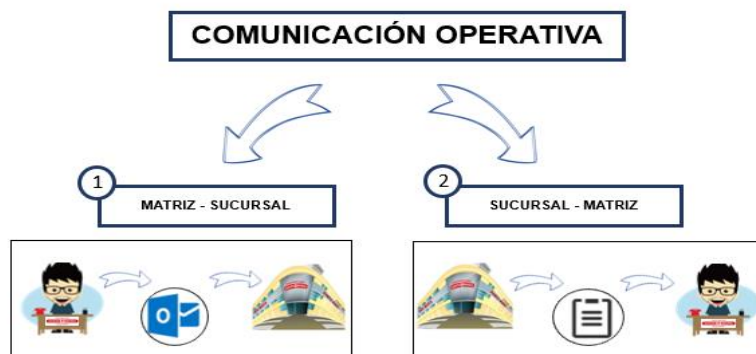 COMUNICACIÓN OPERATIVA
1
MATRIZ - SUCURSAL
2
SUCURSAL - MATRIZ
O